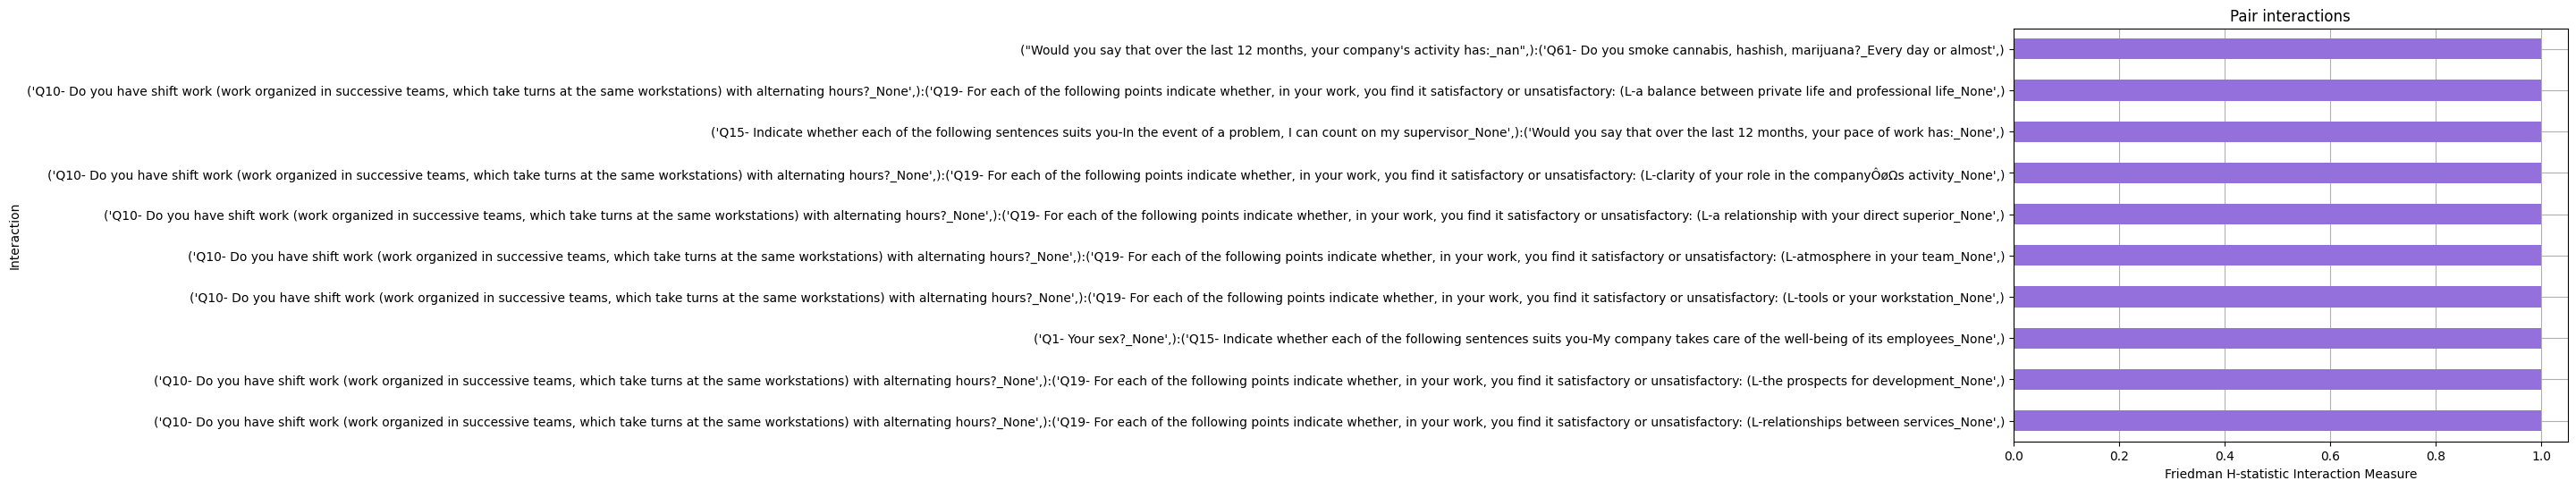 Pair interactions
("Would you say that over the last 12 months, your company's activity has:_nan",):('Q61- Do you smoke cannabis, hashish, marijuana?_Every day or almost',)
('Q10- Do you have shift work (work organized in successive teams, which take turns at the same workstations) with alternating hours?_None',):('Q19- For each of the following points indicate whether, in your work, you find it satisfactory or unsatisfactory: (L-a balance between private life and professional life_None',)
('Q15- Indicate whether each of the following sentences suits you-In the event of a problem, I can count on my supervisor_None',):('Would you say that over the last 12 months, your pace of work has:_None',)
('Q10- Do you have shift work (work organized in successive teams, which take turns at the same workstations) with alternating hours?_None',):('Q19- For each of the following points indicate whether, in your work, you find it satisfactory or unsatisfactory: (L-clarity of your role in the companyÔøΩs activity_None',)
('Q10- Do you have shift work (work organized in successive teams, which take turns at the same workstations) with alternating hours?_None',):('Q19- For each of the following points indicate whether, in your work, you find it satisfactory or unsatisfactory: (L-a relationship with your direct superior_None',)
('Q10- Do you have shift work (work organized in successive teams, which take turns at the same workstations) with alternating hours?_None',):('Q19- For each of the following points indicate whether, in your work, you find it satisfactory or unsatisfactory: (L-atmosphere in your team_None',)
('Q10- Do you have shift work (work organized in successive teams, which take turns at the same workstations) with alternating hours?_None',):('Q19- For each of the following points indicate whether, in your work, you find it satisfactory or unsatisfactory: (L-tools or your workstation_None',)
('Q1- Your sex?_None',):('Q15- Indicate whether each of the following sentences suits you-My company takes care of the well-being of its employees_None',)
('Q10- Do you have shift work (work organized in successive teams, which take turns at the same workstations) with alternating hours?_None',):('Q19- For each of the following points indicate whether, in your work, you find it satisfactory or unsatisfactory: (L-the prospects for development_None',)
('Q10- Do you have shift work (work organized in successive teams, which take turns at the same workstations) with alternating hours?_None',):('Q19- For each of the following points indicate whether, in your work, you find it satisfactory or unsatisfactory: (L-relationships between services_None',)
Interaction
0.0 0.2 0.4 0.6 0.8 1.0
Friedman H-statistic Interaction Measure